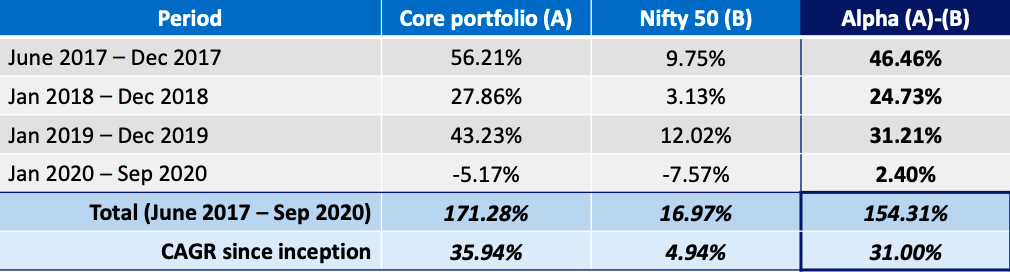 Period Core portfolio (A) Nifty 50 (B) Alpha (A)-(B)
June 2017 – Dec 2017 56.21% 9.75% 46.46%
Jan 2018 – Dec 2018 27.86% 3.13% 24.73%
Jan 2019 – Dec 2019 43.23% 12.02% 31.21%
Jan 2020 – Sep 2020 -5.17% -7.57% 2.40%
Total (June 2017 – Sep 2020) 171.28% 16.97% 154.31%
CAGR since inception 35.94% 4.94% 31.00%